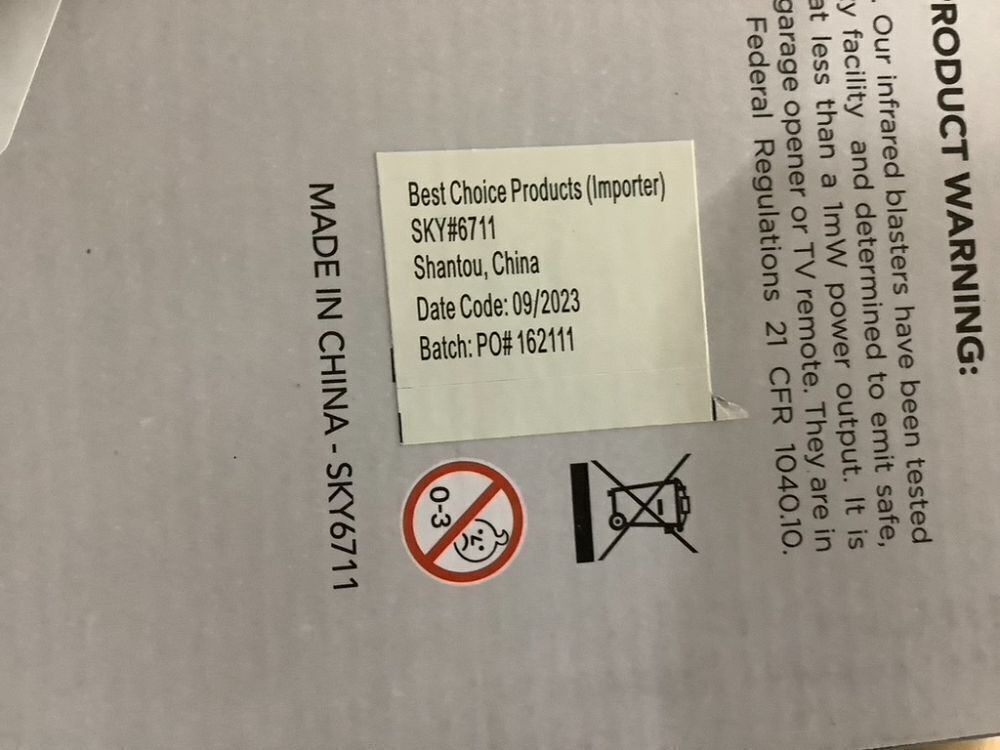 PRODUCT WARNING:
. Our infrared blasters have been tested
facility and determined to emit safe,
at less than a 1mW power output. It is
garage opener or TV remote. They are in
Federal Regulations 21 CFR 1040.10.
Best Choice Products (Importer)
SKY#6711
Shantou, China
Date Code: 09/2023
Batch: PO# 162111
0-3
MADE IN CHINA - SKY6711